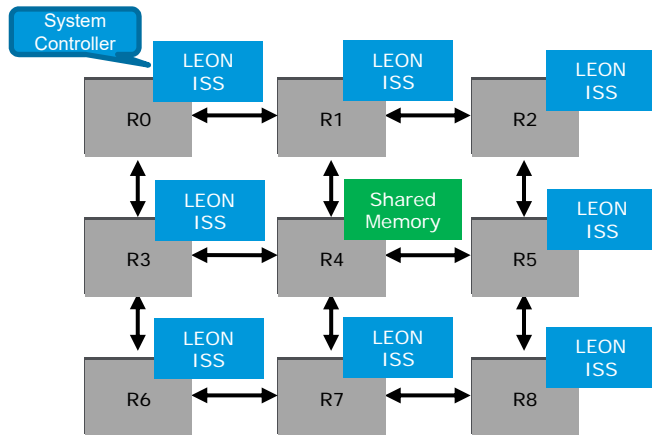 System
Controller
LEON
ISS
LEON
ISS
LEON
ISS
R0
R1
R2
LEON
ISS
Shared
Memory
LEON
ISS
R3
R4
R5
LEON
ISS
LEON
ISS
LEON
ISS
R6
R7
R8